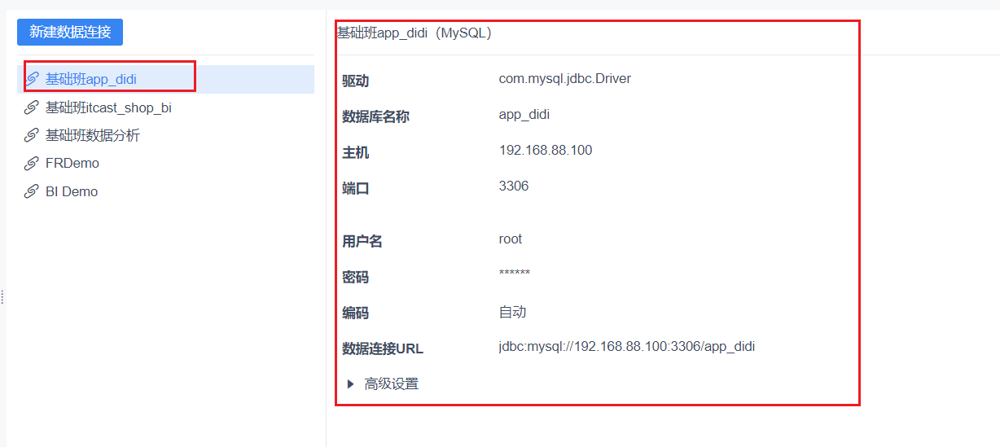 新建数据连接
基础班app_didi
基础班itcast_shop_bi
基础班数据分析
FRDemo
BI Demo
基础班app_didi（MySQL）
驱动 com.mysql.jdbc.Driver
数据库名称 app_didi
主机 192.168.88.100
端口 3306
用户名 root
密码 ******
编码 自动
数据连接URL jdbc:mysql://192.168.88.100:3306/app_didi
高级设置